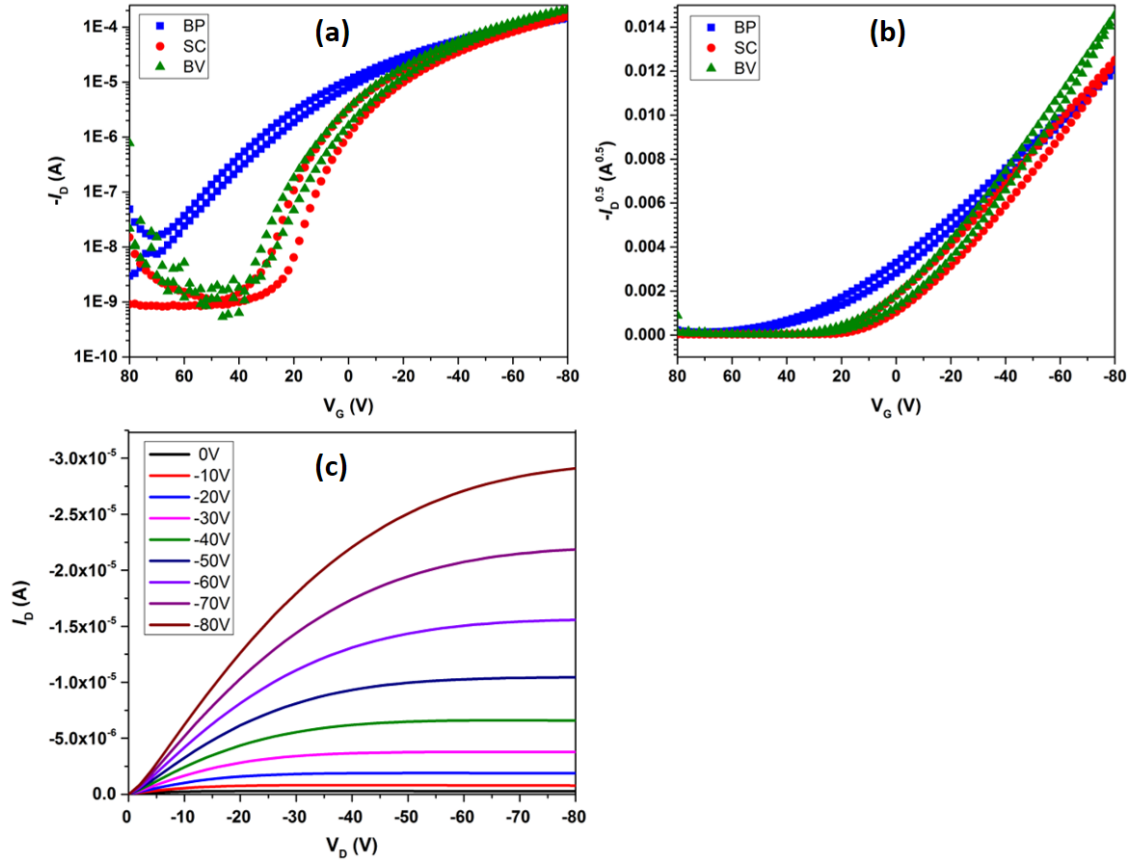 (a)
BP
SC
BV
1E-4
1E-5
1E-6
1E-7
1E-8
1E-9
1E-10
-I_D (A)
80 60 40 20 0 -20 -40 -60 -80
V_G (V)
(b)
BP
SC
BV
0.014
0.012
0.010
0.008
0.006
0.004
0.002
0.000
-I_D^0.5 (A^0.5)
80 60 40 20 0 -20 -40 -60 -80
V_G (V)
(c)
0V
-10V
-20V
-30V
-40V
-50V
-60V
-70V
-80V
-3.0x10^-5
-2.5x10^-5
-2.0x10^-5
-1.5x10^-5
-1.0x10^-5
-5.0x10^-6
0.0
I_D (A)
0 -10 -20 -30 -40 -50 -60 -70 -80
V_D (V)